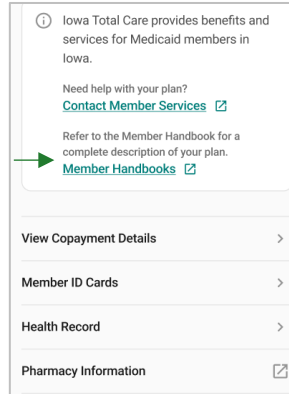 Iowa Total Care provides benefits and
services for Medicaid members in
Iowa.
Need help with your plan?
Contact Member Services
Refer to the Member Handbook for a
complete description of your plan.
Member Handbooks
View Copayment Details
Member ID Cards
Health Record
Pharmacy Information